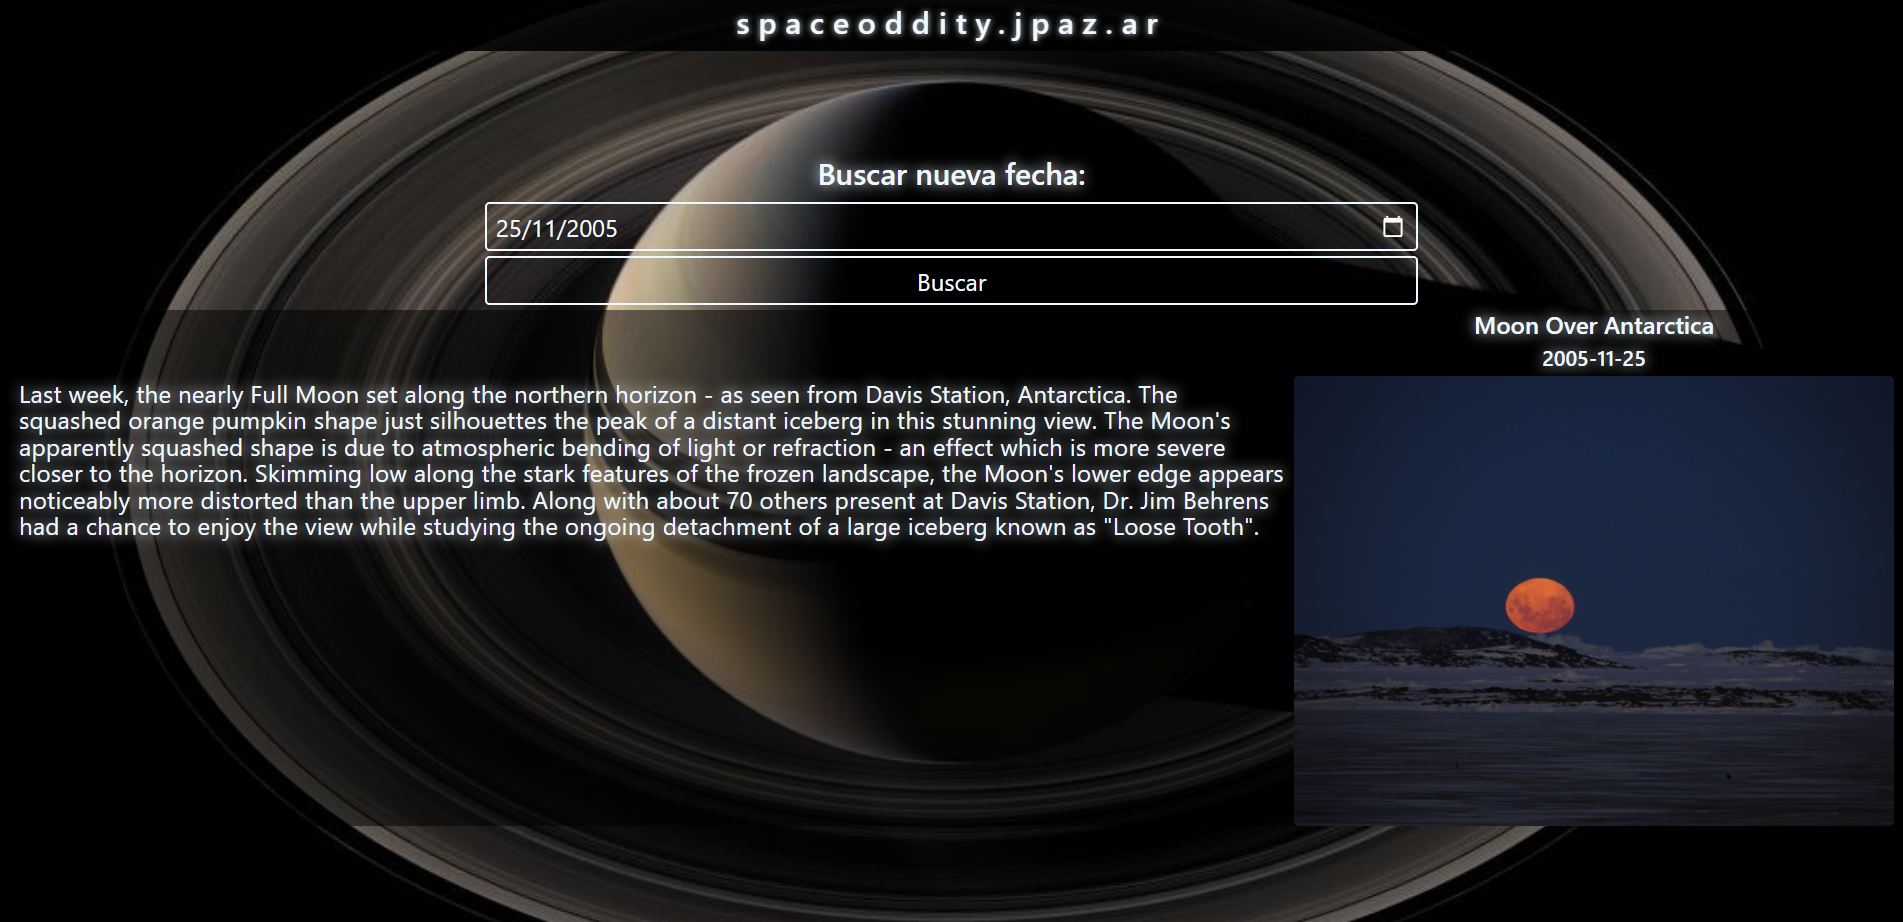 spaceoddity.jpaz.ar
Buscar nueva fecha:
25/11/2005
Buscar
Moon Over Antarctica
2005-11-25
Last week, the nearly Full Moon set along the northern horizon - as seen from Davis Station, Antarctica. The
squashed orange pumpkin shape just silhouettes the peak of a distant iceberg in this stunning view. The Moon's
apparently squashed shape is due to atmospheric bending of light or refraction - an effect which is more severe
closer to the horizon. Skimming low along the stark features of the frozen landscape, the Moon's lower edge appears
noticeably more distorted than the upper limb. Along with about 70 others present at Davis Station, Dr. Jim Behrens
had a chance to enjoy the view while studying the ongoing detachment of a large iceberg known as "Loose Tooth".